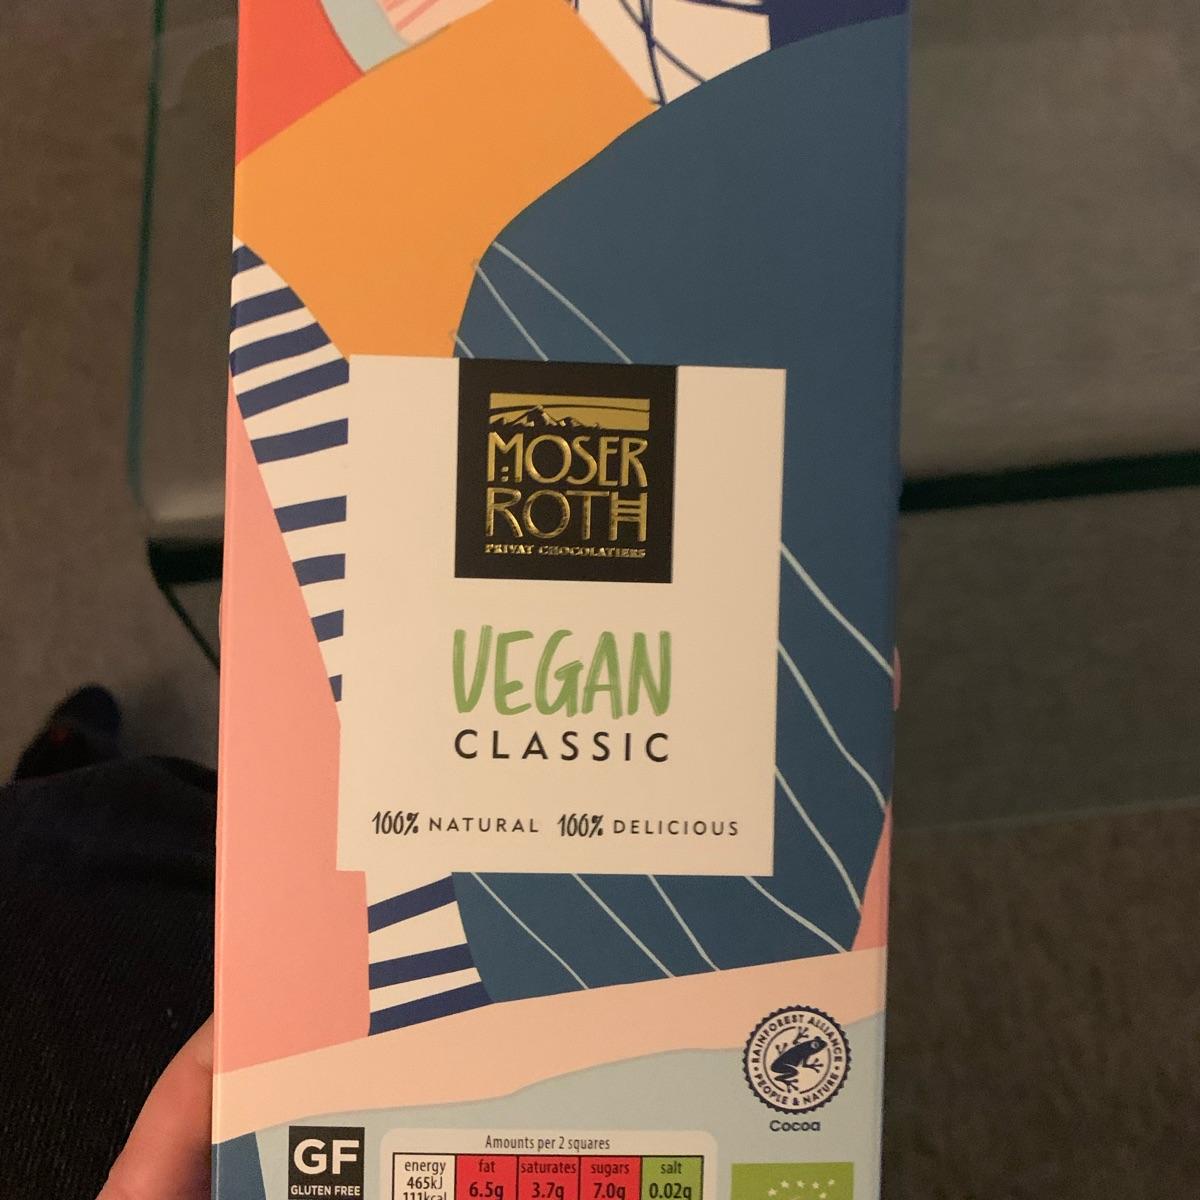 MOSER
ROTH
PRIVAT CHOCOLATIERS
VEGAN
CLASSIC
100% NATURAL 100% DELICIOUS
RAINFOREST ALLIANCE
PEOPLE & NATURE
Cocoa
GF
GLUTEN FREE
Amounts per 2 squares
energy fat saturates sugars salt
465kJ
111kcal 6.5g 3.7g 7.0g 0.02g